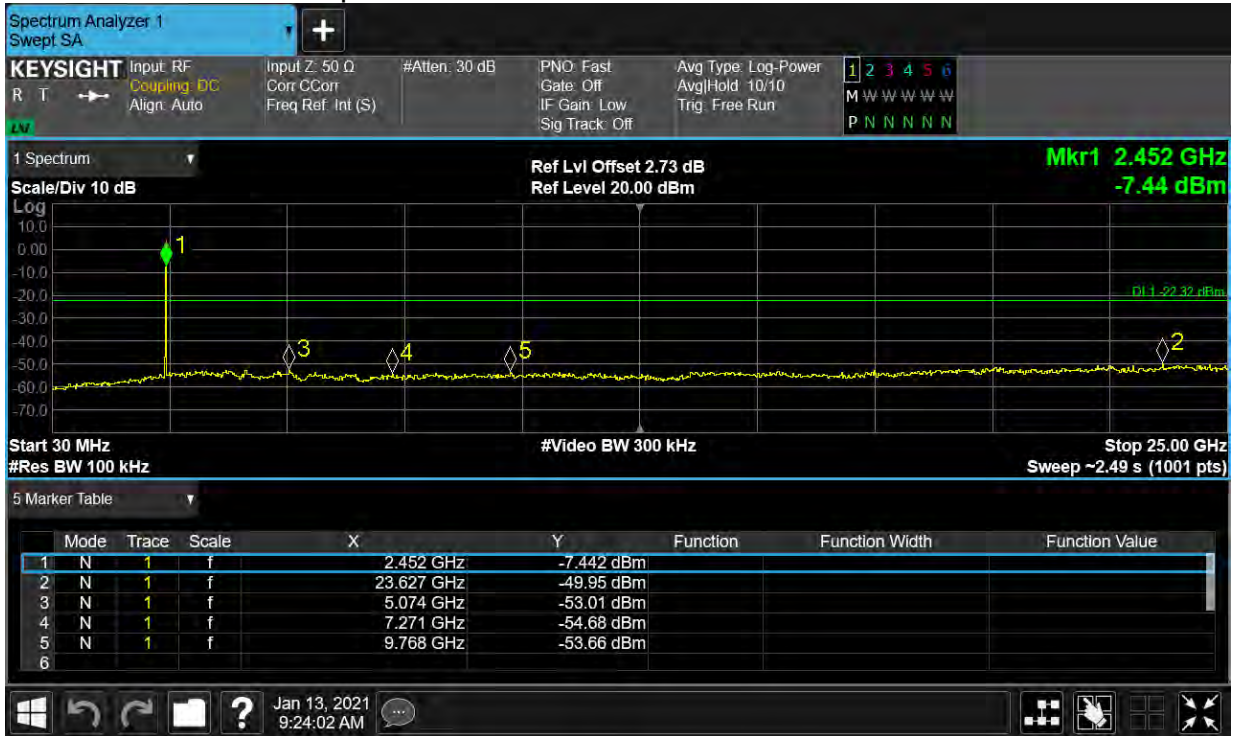 Spectrum Analyzer 1
Swept SA
+
KEYSIGHT Input: RF Input Z: 50 Ω #Atten: 30 dB PNO: Fast Avg Type: Log-Power 1 2 3 4 5 6
R T Coupling: DC Corr CCorr Gate: Off Avg|Hold: 10/10 M W W W W W W
Align: Auto Freq Ref: Int (S) IF Gain: Low Trig: Free Run
Sig Track: Off P N N N N N N
1 Spectrum
Ref Lvl Offset 2.73 dB Mkr1 2.452 GHz
Scale/Div 10 dB Ref Level 20.00 dBm -7.44 dBm
Log
10.0
0.00
-10.0
-20.0
-30.0
-40.0
-50.0
-60.0
-70.0
1
DL1 -22.32 dBm
3 4 5 2
Start 30 MHz #Video BW 300 kHz Stop 25.00 GHz
#Res BW 100 kHz Sweep ~2.49 s (1001 pts)
5 Marker Table
Mode Trace Scale X Y Function Function Width Function Value
1 N 1 f 2.452 GHz -7.442 dBm
2 N 1 f 23.627 GHz -49.95 dBm
3 N 1 f 5.074 GHz -53.01 dBm
4 N 1 f 7.271 GHz -54.68 dBm
5 N 1 f 9.768 GHz -53.66 dBm
6
? Jan 13, 2021
9:24:02 AM